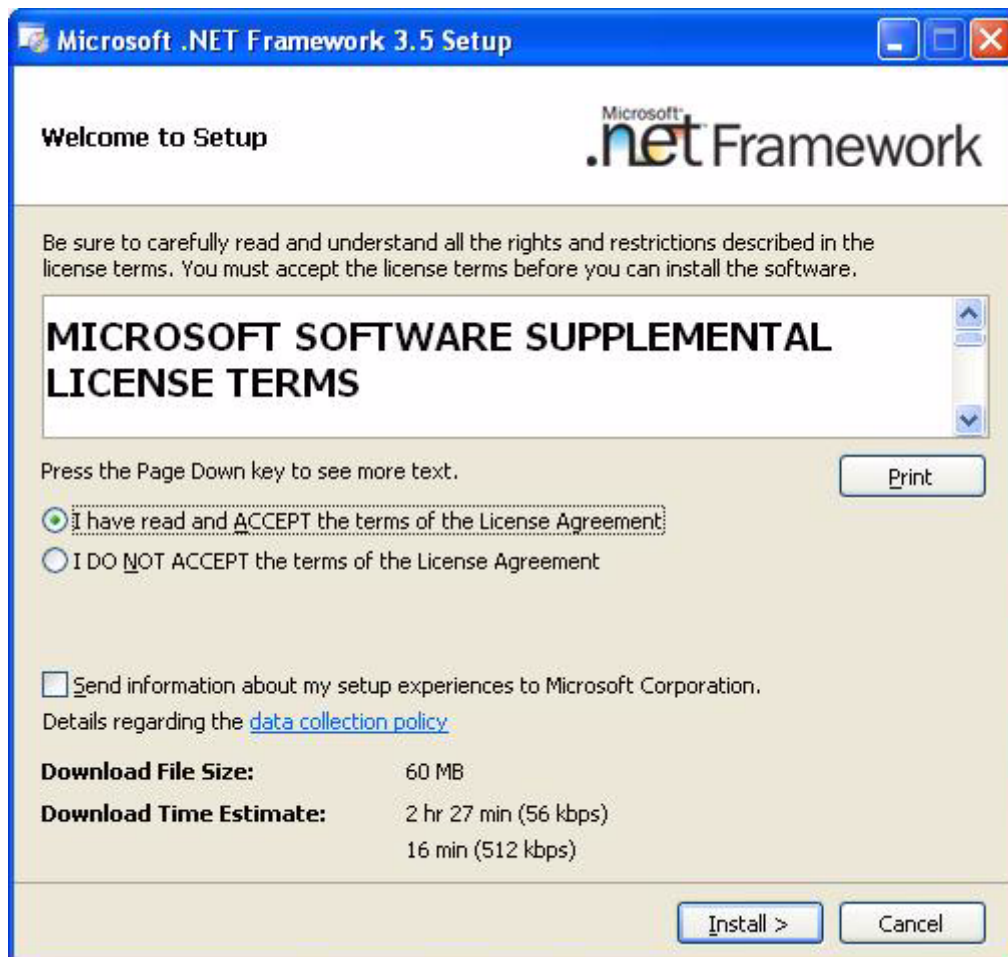 Microsoft .NET Framework 3.5 Setup
Welcome to Setup
Microsoft
.net Framework
Be sure to carefully read and understand all the rights and restrictions described in the
license terms. You must accept the license terms before you can install the software.
MICROSOFT SOFTWARE SUPPLEMENTAL
LICENSE TERMS
Press the Page Down key to see more text.
Print
I have read and ACCEPT the terms of the License Agreement
I DO NOT ACCEPT the terms of the License Agreement
Send information about my setup experiences to Microsoft Corporation.
Details regarding the data collection policy
Download File Size: 60 MB
Download Time Estimate: 2 hr 27 min (56 kbps)
16 min (512 kbps)
Install > Cancel